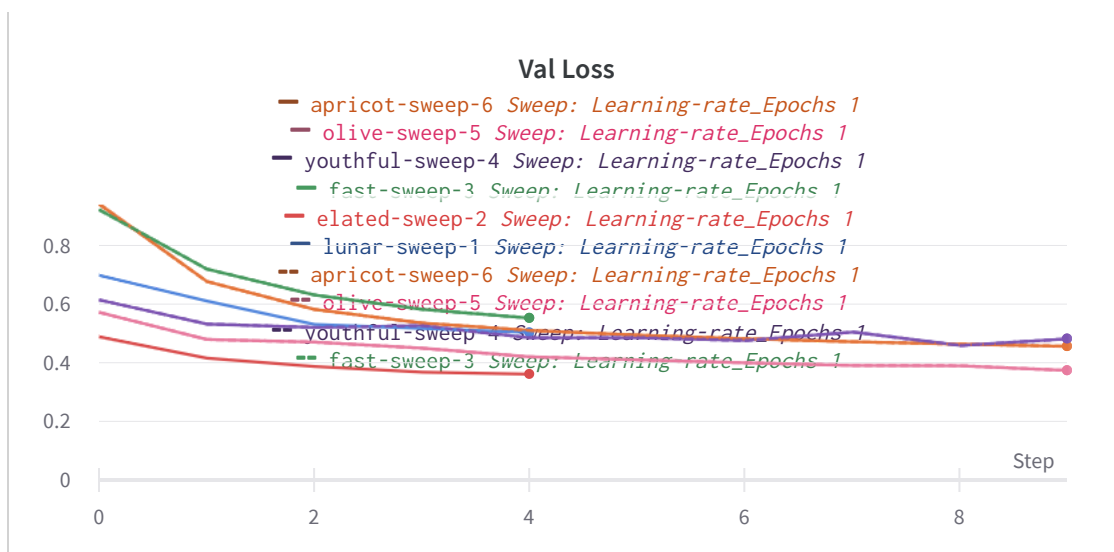 Val Loss
apricot-sweep-6 Sweep: Learning-rate_Epochs 1
olive-sweep-5 Sweep: Learning-rate_Epochs 1
youthful-sweep-4 Sweep: Learning-rate_Epochs 1
fast-sweep-3 Sweep: Learning-rate_Epochs 1
elated-sweep-2 Sweep: Learning-rate_Epochs 1
lunar-sweep-1 Sweep: Learning-rate_Epochs 1
apricot-sweep-6 Sweep: Learning-rate_Epochs 1
olive-sweep-5 Sweep: Learning-rate_Epochs 1
youthful-sweep-4 Sweep: Learning-rate_Epochs 1
fast-sweep-3 Sweep: Learning-rate_Epochs 1
0.8
0.6
0.4
0.2
0
Step
0 2 4 6 8